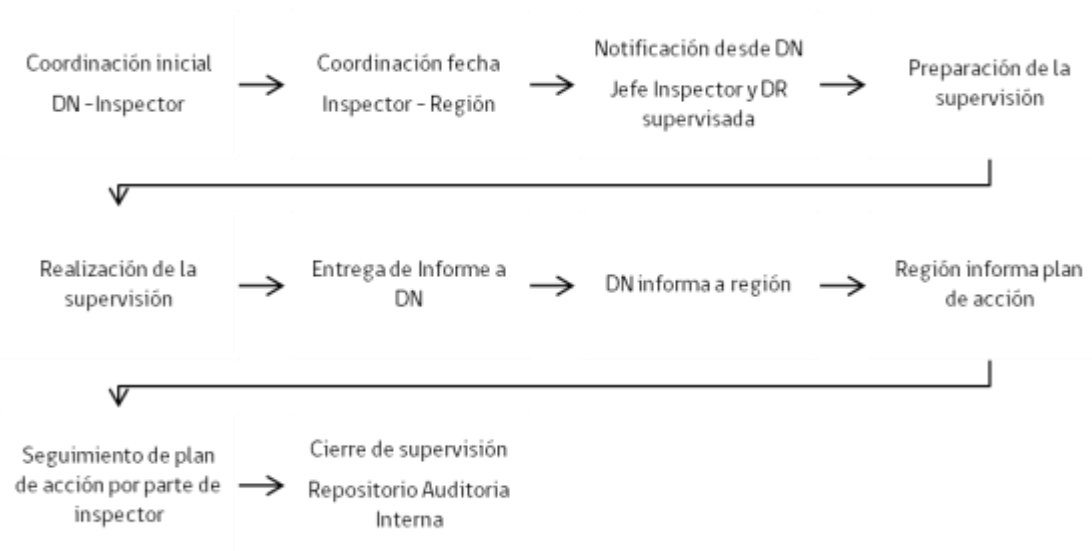 Coordinación inicial
DN -Inspector
Coordinación fecha
Inspector - Región
Notificación desde DN
Jefe Inspector y DR
supervisada
Preparación de la
supervisión
Realización de la
supervisión
Entrega de Informe a
DN
DN informa a región
Región informa plan
de acción
Seguimiento de plan
de acción por parte de
inspector
Cierre de supervisión
Repositorio Auditoria
Interna